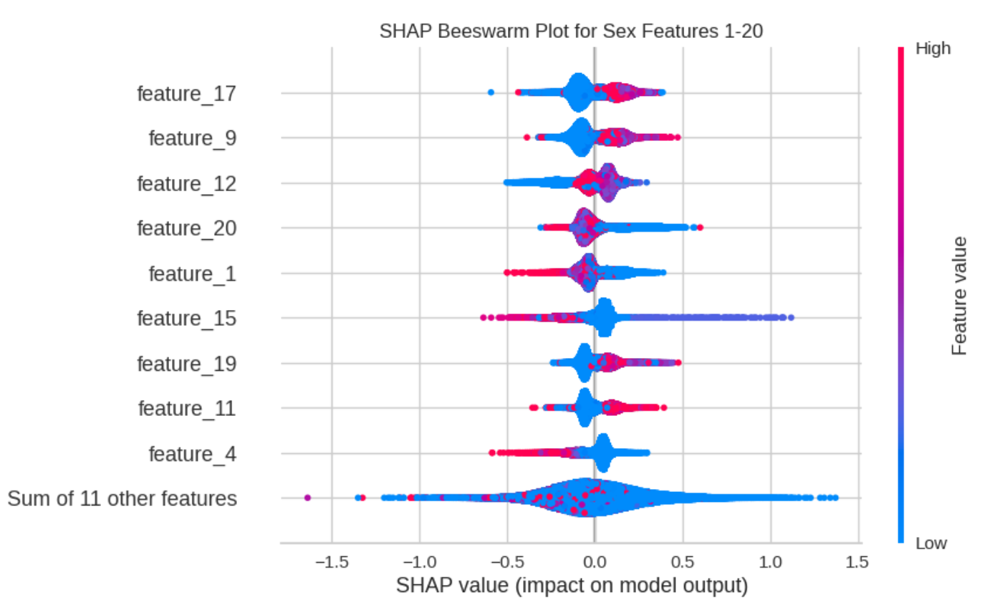 SHAP Beeswarm Plot for Sex Features 1-20
High
feature_17
feature_9
feature_12
feature_20
feature_1
feature_15
feature_19
feature_11
feature_4
Sum of 11 other features
Feature value
Low
−1.5 −1.0 −0.5 0.0 0.5 1.0 1.5
SHAP value (impact on model output)